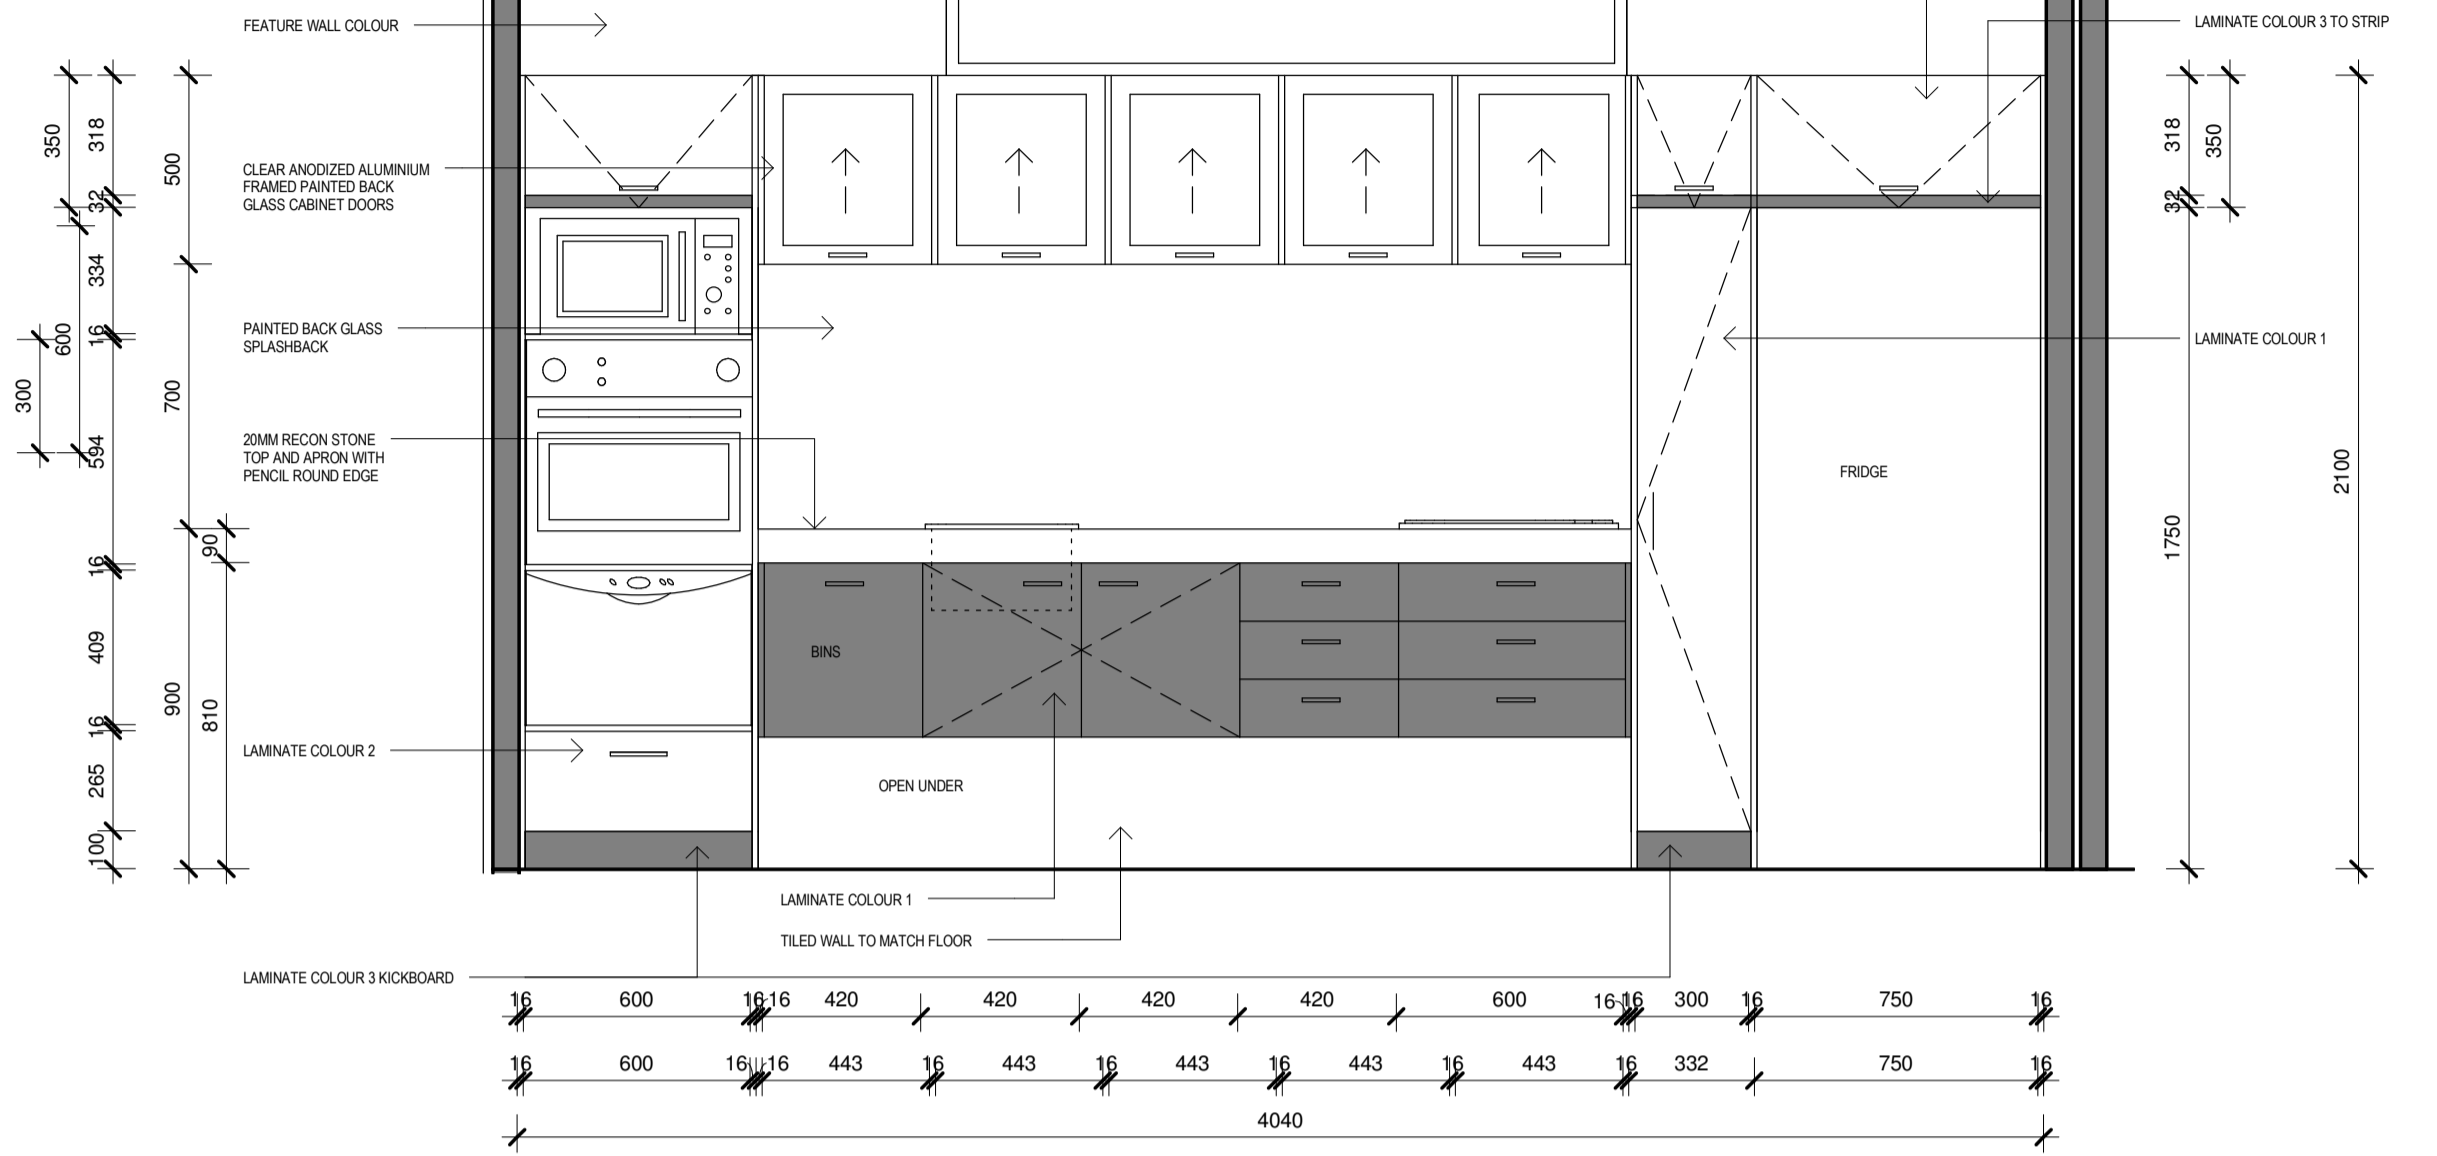 FEATURE WALL COLOUR
LAMINATE COLOUR 3 TO STRIP
CLEAR ANODIZED ALUMINIUM
FRAMED PAINTED BACK
GLASS CABINET DOORS
PAINTED BACK GLASS
SPLASHBACK
LAMINATE COLOUR 1
20MM RECON STONE
TOP AND APRON WITH
PENCIL ROUND EDGE
FRIDGE
BINS
LAMINATE COLOUR 2
OPEN UNDER
LAMINATE COLOUR 1
TILED WALL TO MATCH FLOOR
LAMINATE COLOUR 3 KICKBOARD
300
350
600
318
32
334
16
594
16
409
16
265
100
500
700
900
90
810
318
32
1750
350
2100
16 600 16 16 420 420 420 420 600 16 16 300 16 750 16
16 600 16 16 443 16 443 16 443 16 443 16 443 16 332 750 16
4040